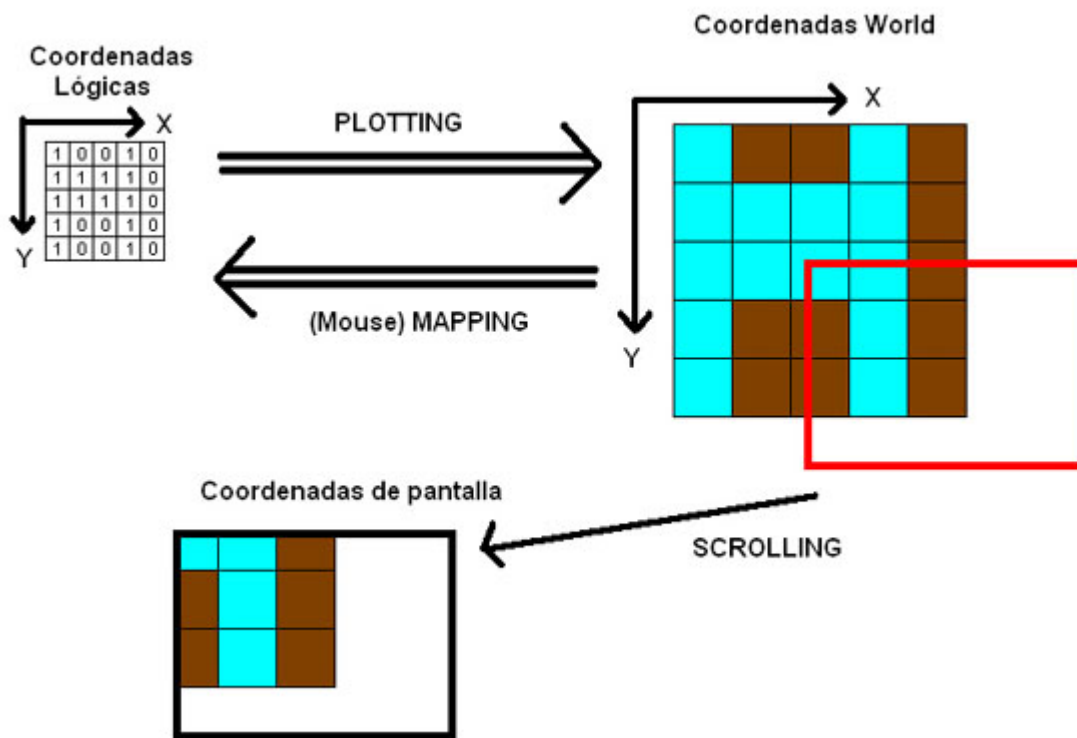 Coordenadas World
Coordenadas
Lógicas
X
X
PLOTTING
1 0 0 1 0
1 1 1 1 0
1 1 1 1 0
1 0 0 1 0
1 0 0 1 0
Y
(Mouse) MAPPING
Y
Coordenadas de pantalla
SCROLLING